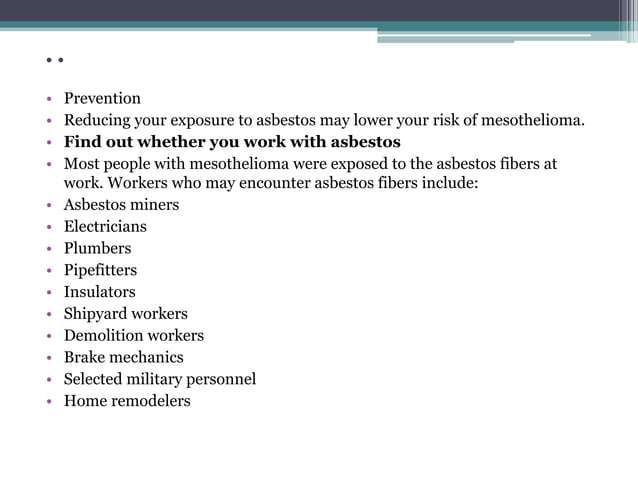 • •
• Prevention
• Reducing your exposure to asbestos may lower your risk of mesothelioma.
• Find out whether you work with asbestos
• Most people with mesothelioma were exposed to the asbestos fibers at
work. Workers who may encounter asbestos fibers include:
• Asbestos miners
• Electricians
• Plumbers
• Pipefitters
• Insulators
• Shipyard workers
• Demolition workers
• Brake mechanics
• Selected military personnel
• Home remodelers